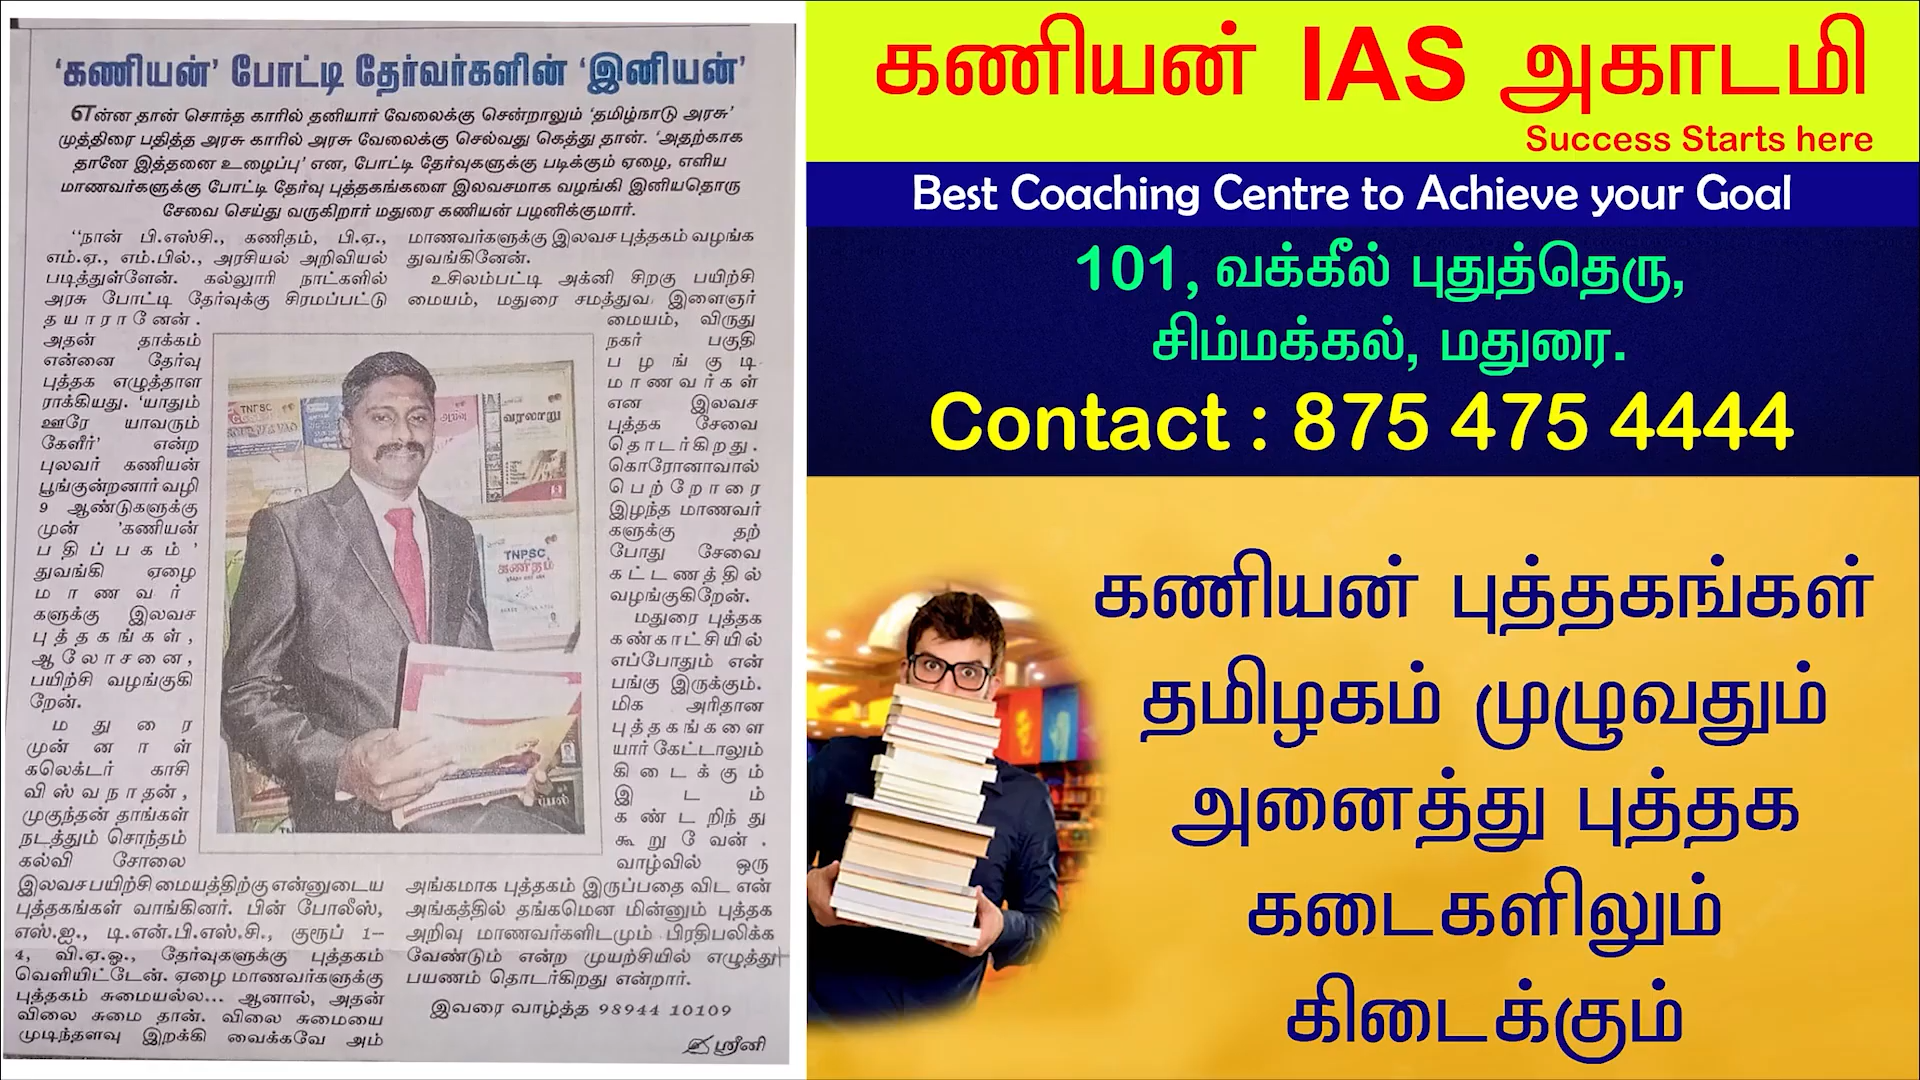 ‘கணியன்’ போட்டி தேர்வர்களின் ‘இனியன்’
என்ன தான் சொந்த காரில் தனியார் வேலைக்கு சென்றாலும் ‘தமிழ்நாடு அரசு’
முத்திரை பதித்த அரசு காரில் அரசு வேலைக்கு செல்வது கெத்து தான். ‘அதற்காக
தானே இத்தனை உழைப்பு’ என, போட்டி தேர்வுகளுக்கு படிக்கும் ஏழை, எளிய
மாணவர்களுக்கு போட்டி தேர்வு புத்தகங்களை இலவசமாக வழங்கி இனியதொரு
சேவை செய்து வருகிறார் மதுரை கணியன் பழனிக்குமார்.
‘‘நான் பி.எஸ்சி., கணிதம், பி.ஏ.,
எம்.ஏ., எம்.பில்., அரசியல் அறிவியல்
படித்துள்ளேன். கல்லூரி நாட்களில்
அரசு போட்டி தேர்வுக்கு சிரமப்பட்டு
தயாரானேன்.
அதன் தாக்கம்
என்னை தேர்வு
புத்தக எழுத்தாள
ராக்கியது. ‘யாதும்
ஊரே யாவரும்
கேளீர்’ என்ற
புலவர் கணியன்
பூங்குன்றனார் வழி
9 ஆண்டுகளுக்கு
முன் ’கணியன்
பதிப்பகம்’
துவங்கி ஏழை
மாணவர்
களுக்கு இலவச
புத்தகங்கள்,
ஆலோசனை,
பயிற்சி வழங்குகி
றேன்.
மதுரை
முன்னாள்
கலெக்டர் காசி
விஸ்வநாதன்,
முகுந்தன் தாங்கள்
நடத்தும் சொந்தம்
கல்வி சோலை
இலவச பயிற்சி மையத்திற்கு என்னுடைய
புத்தகங்கள் வாங்கினர். பின் போலீஸ்,
எஸ்.ஐ., டி.என்.பி.எஸ்.சி., குரூப் 1–
4, வி.ஏ.ஓ., தேர்வுகளுக்கு புத்தகம்
வெளியிட்டேன். ஏழை மாணவர்களுக்கு
புத்தகம் சுமையல்ல... ஆனால், அதன்
விலை சுமை தான். விலை சுமையை
முடிந்தளவு இறக்கி வைக்கவே அம்
மாணவர்களுக்கு இலவச புத்தகம் வழங்க
துவங்கினேன்.
உசிலம்பட்டி அக்னி சிறகு பயிற்சி
மையம், மதுரை சமத்துவ இளைஞர்
மையம், விருது
நகர் பகுதி
பழங்குடி
மாணவர்கள்
என இலவச
புத்தக சேவை
தொடர்கிறது.
கொரோனாவால்
பெற்றோரை
இழந்த மாணவர்
களுக்கு தற்
போது சேவை
கட்டணத்தில்
வழங்குகிறேன்.
மதுரை புத்தக
கண்காட்சியில்
எப்போதும் என்
பங்கு இருக்கும்.
மிக அரிதான
புத்தகங்களை
யார் கேட்டாலும்
கிடைக்கும்
இடம்
கண்டறிந்து
கூறுவேன்.
வாழ்வில் ஒரு
அங்கமாக புத்தகம் இருப்பதை விட என்
அங்கத்தில் தங்கமென மின்னும் புத்தக
அறிவு மாணவர்களிடமும் பிரதிபலிக்க
வேண்டும் என்ற முயற்சியில் எழுத்து
பயணம் தொடர்கிறது என்றார்.
இவரை வாழ்த்த 98944 10109
ஸ்ரீனி
TNPSC
வரலாறு
TNPSC
கணிதம்
கணியன் IAS அகாடமி
Success Starts here
Best Coaching Centre to Achieve your Goal
101, வக்கீல் புதுத்தெரு,
சிம்மக்கல், மதுரை.
Contact : 875 475 4444
கணியன் புத்தகங்கள்
தமிழகம் முழுவதும்
அனைத்து புத்தக
கடைகளிலும்
கிடைக்கும்